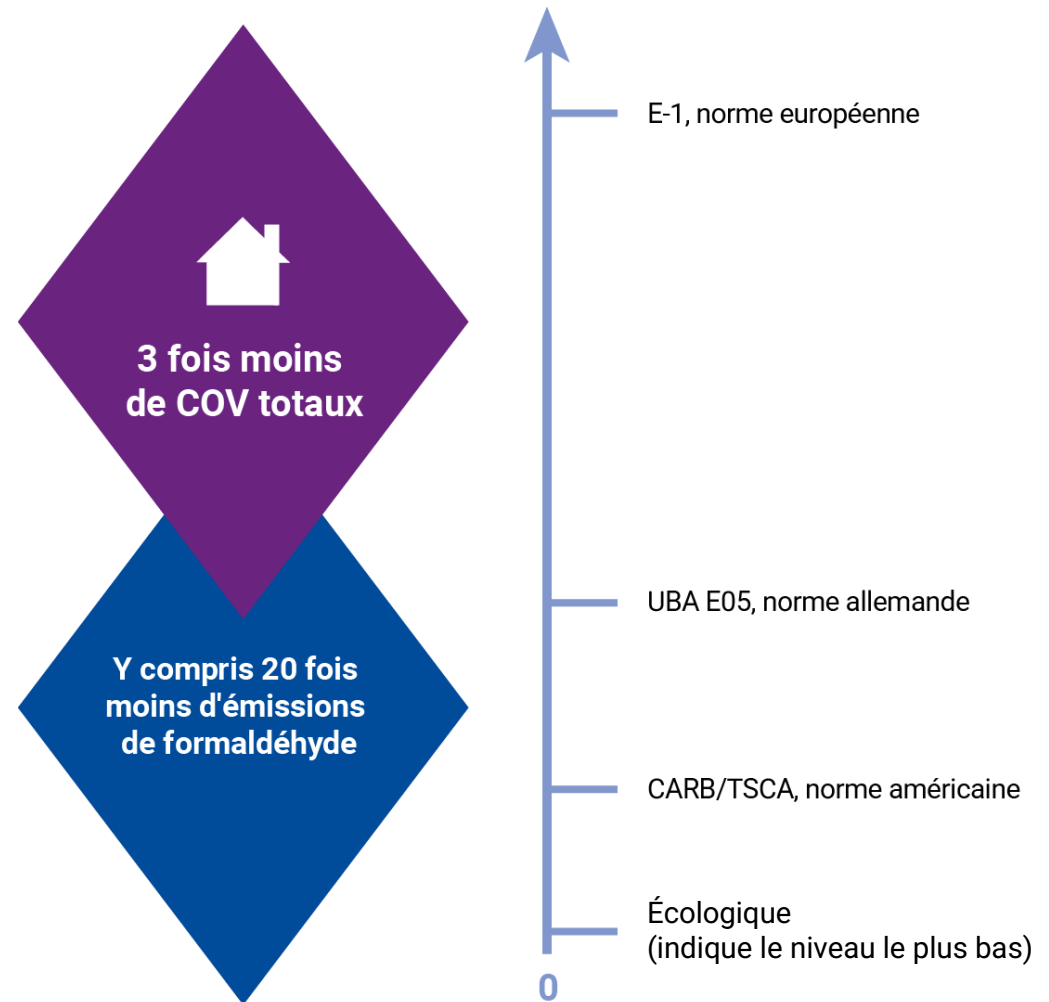 3 fois moins
de COV totaux
Y compris 20 fois
moins d'émissions
de formaldéhyde
E-1, norme européenne
UBA E05, norme allemande
CARB/TSCA, norme américaine
Écologique
(indique le niveau le plus bas)
0